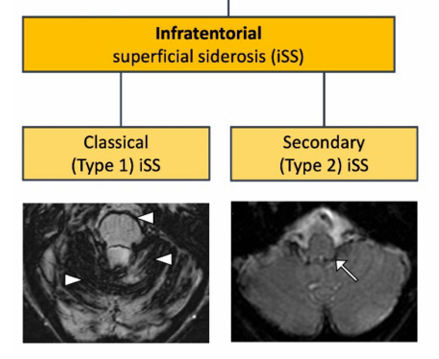 Infratentorial
superficial siderosis (iSS)
Classical
(Type 1) iSS
Secondary
(Type 2) iSS